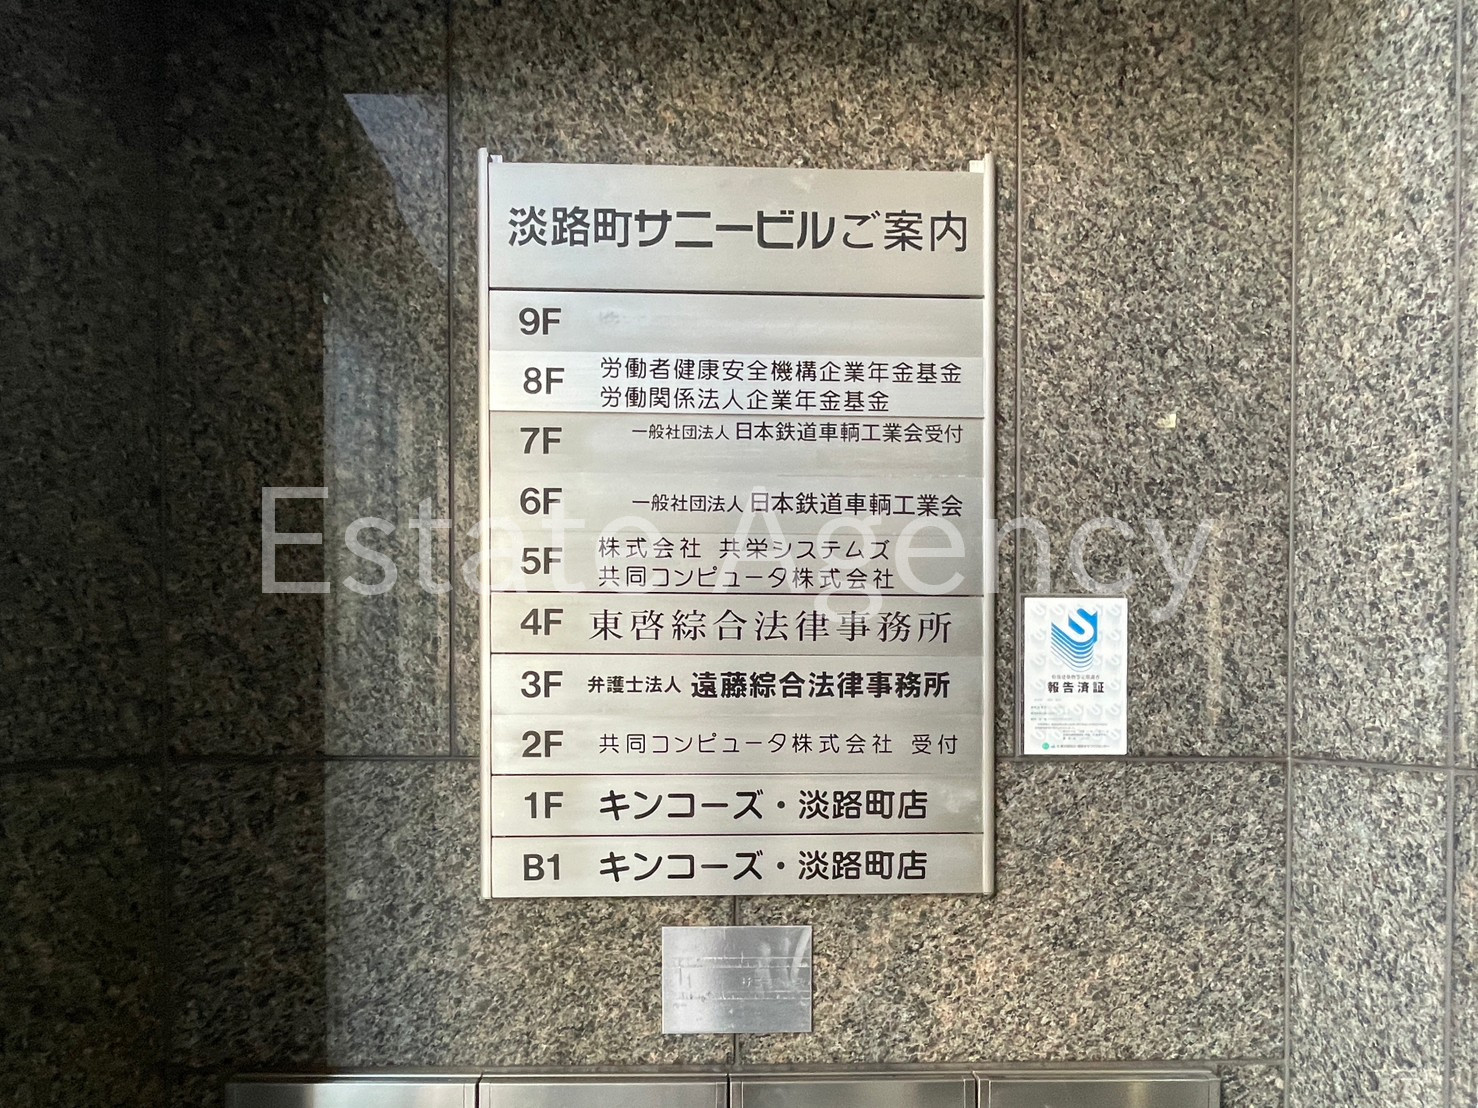 淡路町サニービルご案内
9F
8F 労働者健康安全機構企業年金基金
労働関係法人企業年金基金
7F 一般社団法人 日本鉄道車輌工業会受付
6F 一般社団法人 日本鉄道車輌工業会
5F 株式会社 共栄システムズ
共同コンピュータ株式会社
4F 東啓綜合法律事務所
3F 弁護士法人 遠藤綜合法律事務所
2F 共同コンピュータ株式会社 受付
1F キンコーズ・淡路町店
B1 キンコーズ・淡路町店
報告済証
Estate Agency